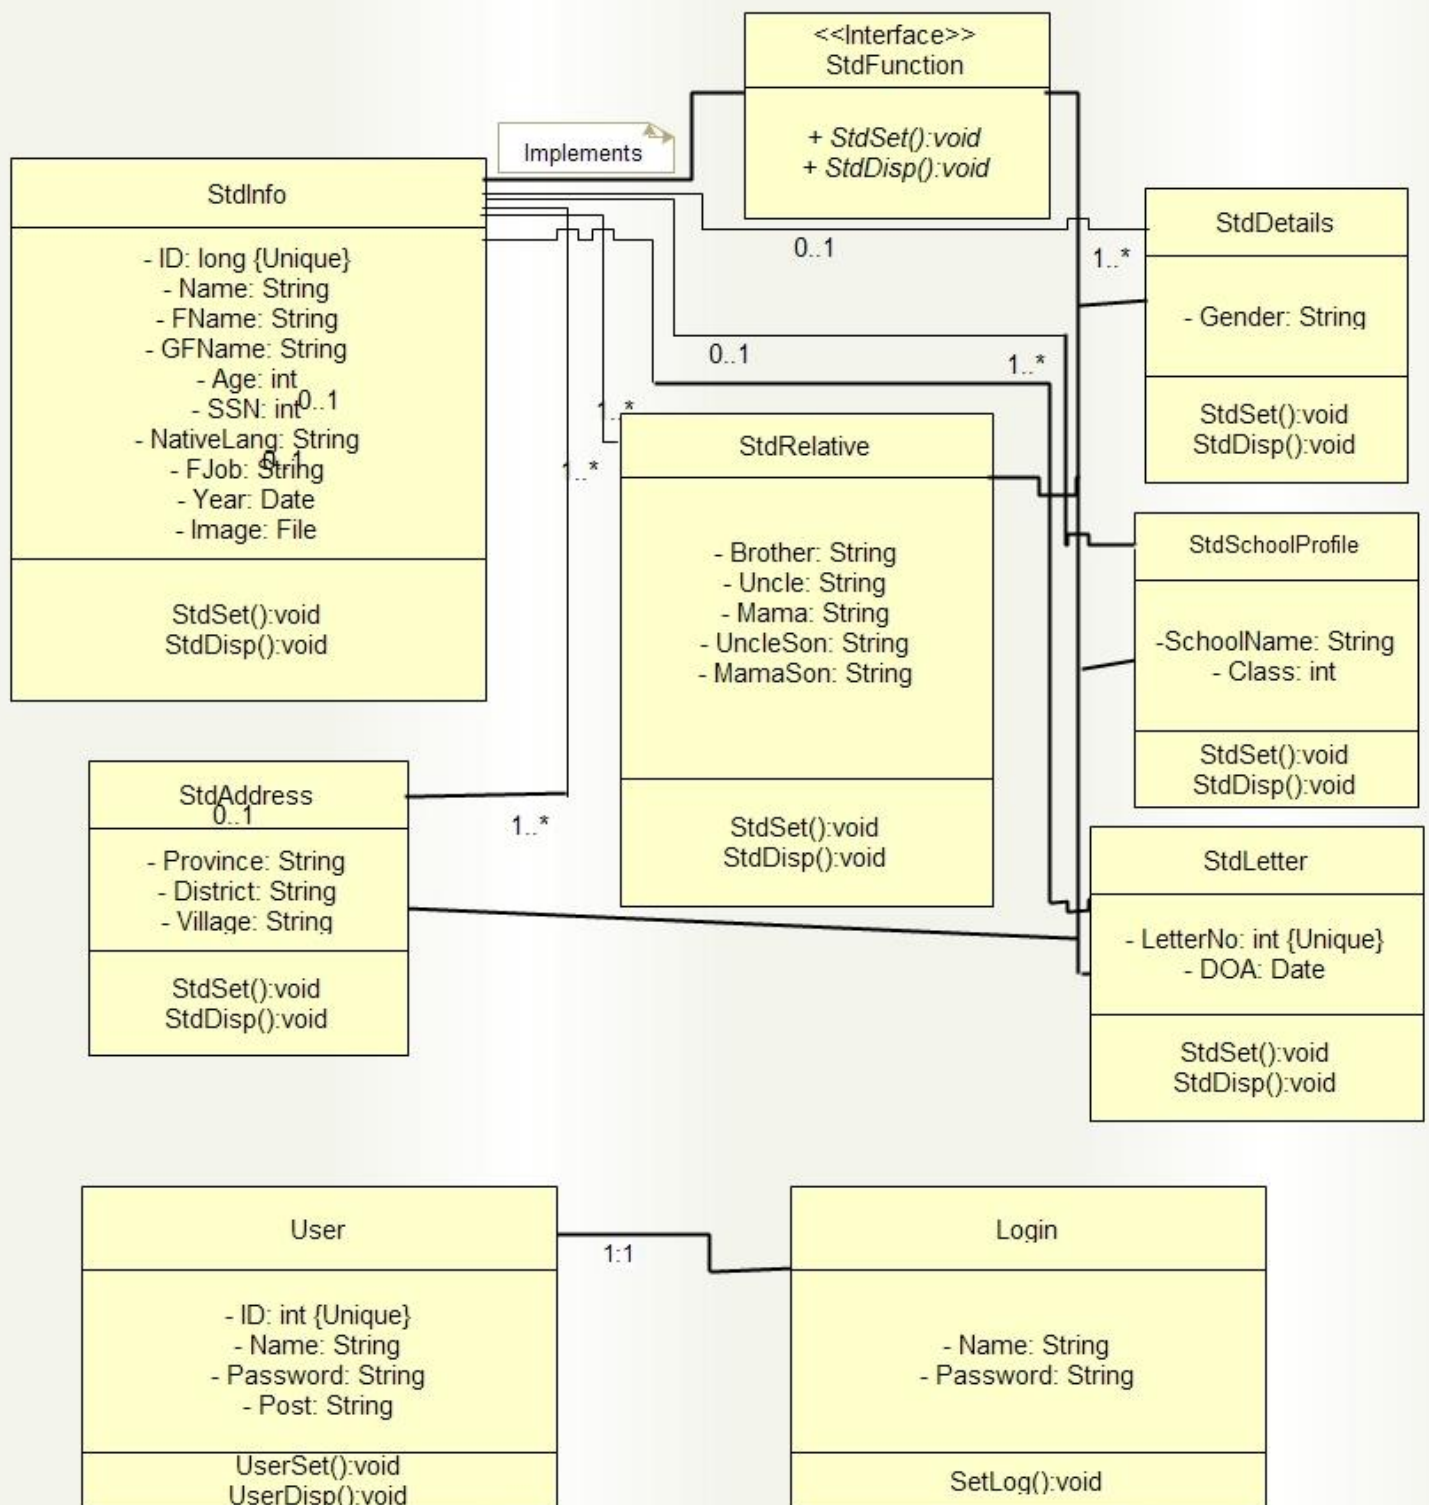 <<Interface>>
StdFunction
+ StdSet():void
+ StdDisp():void
Implements
StdInfo
- ID: long {Unique}
- Name: String
- FName: String
- GFName: String
- Age: int
- SSN: int
0..1
- NativeLang: String
0..1
- FJob: String
- Year: Date
- Image: File
StdSet():void
StdDisp():void
0..1
1..*
StdDetails
- Gender: String
StdSet():void
StdDisp():void
0..1
1..*
1..*
1..*
StdRelative
- Brother: String
- Uncle: String
- Mama: String
- UncleSon: String
- MamaSon: String
StdSet():void
StdDisp():void
StdSchoolProfile
-SchoolName: String
- Class: int
StdSet():void
StdDisp():void
StdAddress
0..1
1..*
- Province: String
- District: String
- Village: String
StdSet():void
StdDisp():void
StdLetter
- LetterNo: int {Unique}
- DOA: Date
StdSet():void
StdDisp():void
User
1:1
- ID: int {Unique}
- Name: String
- Password: String
- Post: String
UserSet():void
UserDisp():void
Login
- Name: String
- Password: String
SetLog():void